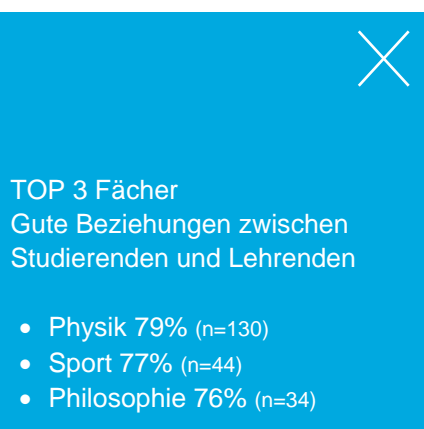 TOP 3 Fächer
Gute Beziehungen zwischen
Studierenden und Lehrenden
• Physik 79% (n=130)
• Sport 77% (n=44)
• Philosophie 76% (n=34)